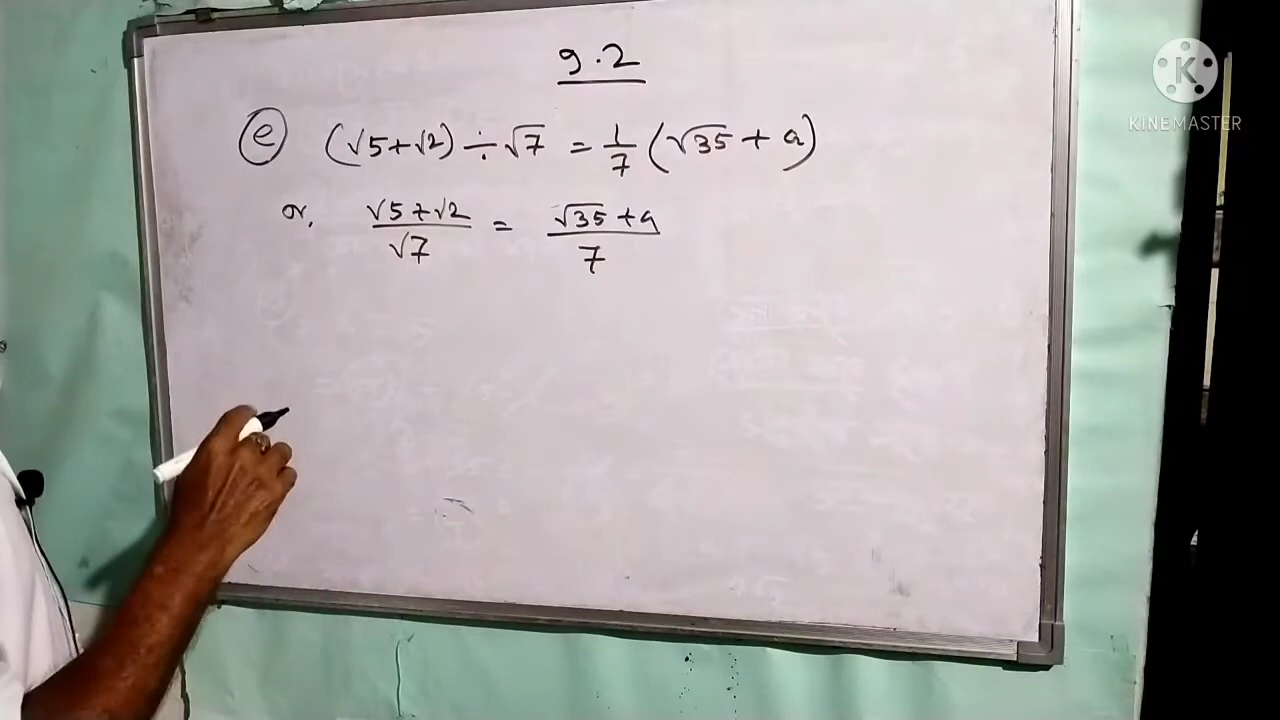 9.2
(e) (√5+√2) ÷ √7 = 1/7 (√35 + a)
or, √5+√2/√7 = √35+a/7
K
KINEMASTER